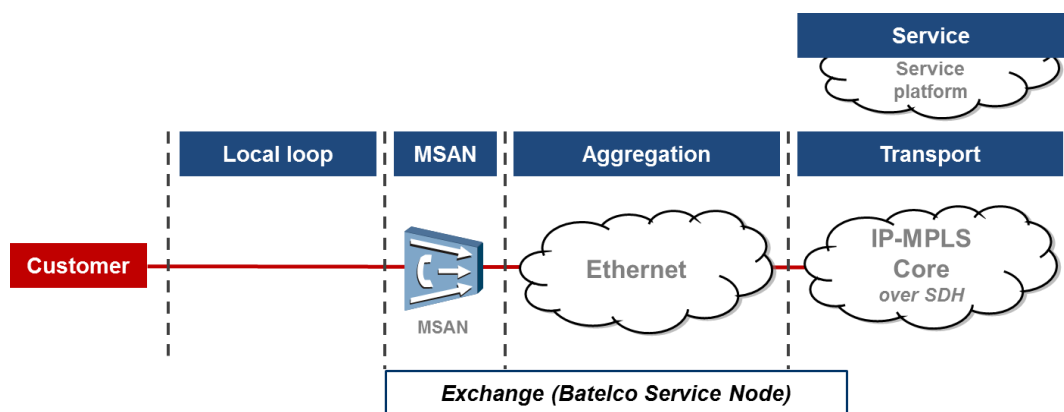 Service
Service
platform
Local loop
MSAN
Aggregation
Transport
Customer
MSAN
Ethernet
IP-MPLS
Core
over SDH
Exchange (Batelco Service Node)